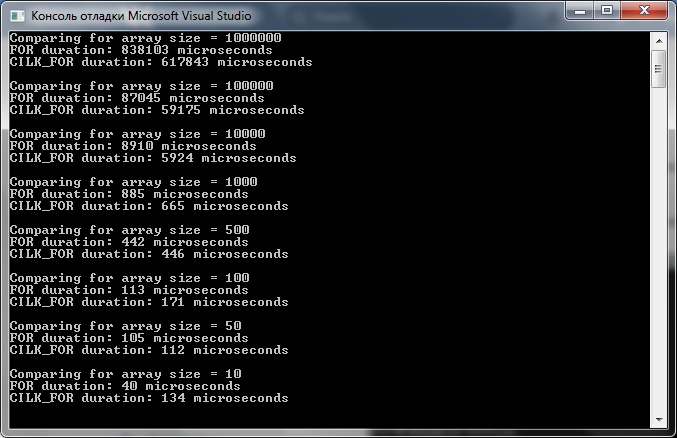 Консоль отладки Microsoft Visual Studio
Comparing for array size = 1000000
FOR duration: 838103 microseconds
CILK_FOR duration: 617843 microseconds
Comparing for array size = 100000
FOR duration: 87045 microseconds
CILK_FOR duration: 59175 microseconds
Comparing for array size = 10000
FOR duration: 8910 microseconds
CILK_FOR duration: 5924 microseconds
Comparing for array size = 1000
FOR duration: 885 microseconds
CILK_FOR duration: 665 microseconds
Comparing for array size = 500
FOR duration: 442 microseconds
CILK_FOR duration: 446 microseconds
Comparing for array size = 100
FOR duration: 113 microseconds
CILK_FOR duration: 171 microseconds
Comparing for array size = 50
FOR duration: 105 microseconds
CILK_FOR duration: 112 microseconds
Comparing for array size = 10
FOR duration: 40 microseconds
CILK_FOR duration: 134 microseconds